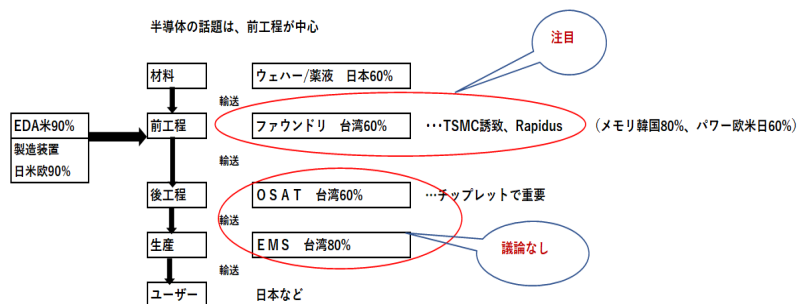 半導体の話題は、前工程が中心
注目
材料
ウェハー/薬液　日本60%
輸送
EDA米90%
製造装置
日米欧90%
前工程
ファウンドリ　台湾60%
･･･TSMC誘致、Rapidus
（メモリ韓国80%、パワー欧米日60%）
輸送
後工程
ＯＳＡＴ　台湾60%
…チップレットで重要
輸送
生産
ＥＭＳ　台湾80%
議論なし
輸送
ユーザー
日本など